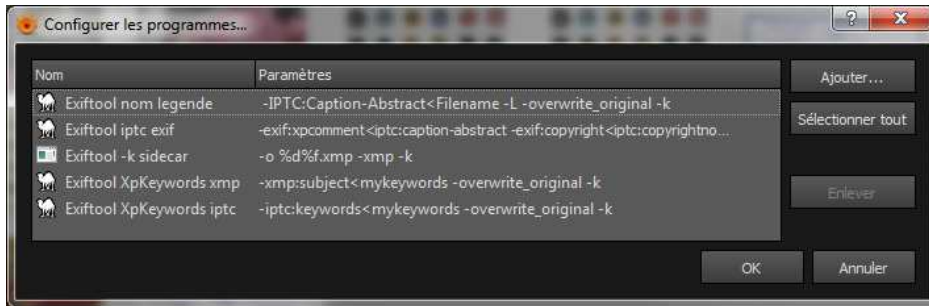 Configurer les programmes...
Nom Paramètres
Exiftool nom legende -IPTC:Caption-Abstract<Filename -L -overwrite_original -k
Exiftool iptc exif -exif:xpcomment<iptc:caption-abstract -exif:copyright<iptc:copyrightno...
Exiftool -k sidecar -o %d%f.xmp -xmp -k
Exiftool XpKeywords xmp -xmp:subject<mykeywords -overwrite_original -k
Exiftool XpKeywords iptc -iptc:keywords<mykeywords -overwrite_original -k
Ajouter...
Sélectionner tout
Enlever
OK Annuler